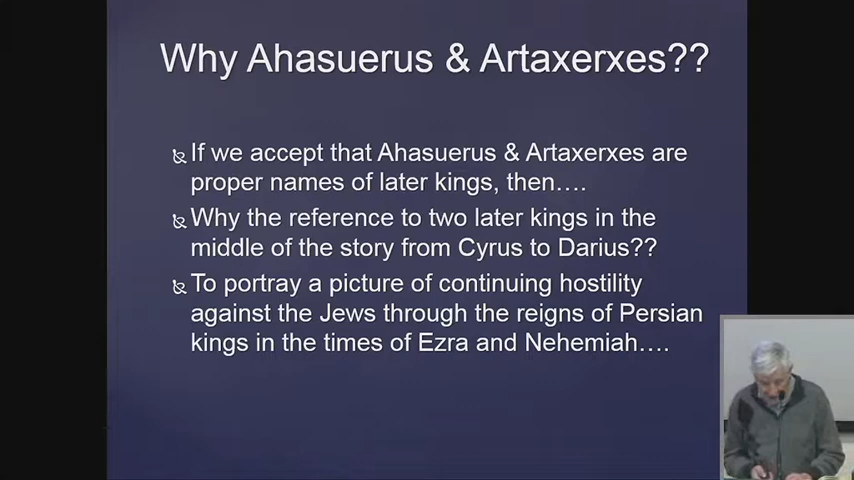 Why Ahasuerus & Artaxerxes??
If we accept that Ahasuerus & Artaxerxes are
proper names of later kings, then….
Why the reference to two later kings in the
middle of the story from Cyrus to Darius??
To portray a picture of continuing hostility
against the Jews through the reigns of Persian
kings in the times of Ezra and Nehemiah….